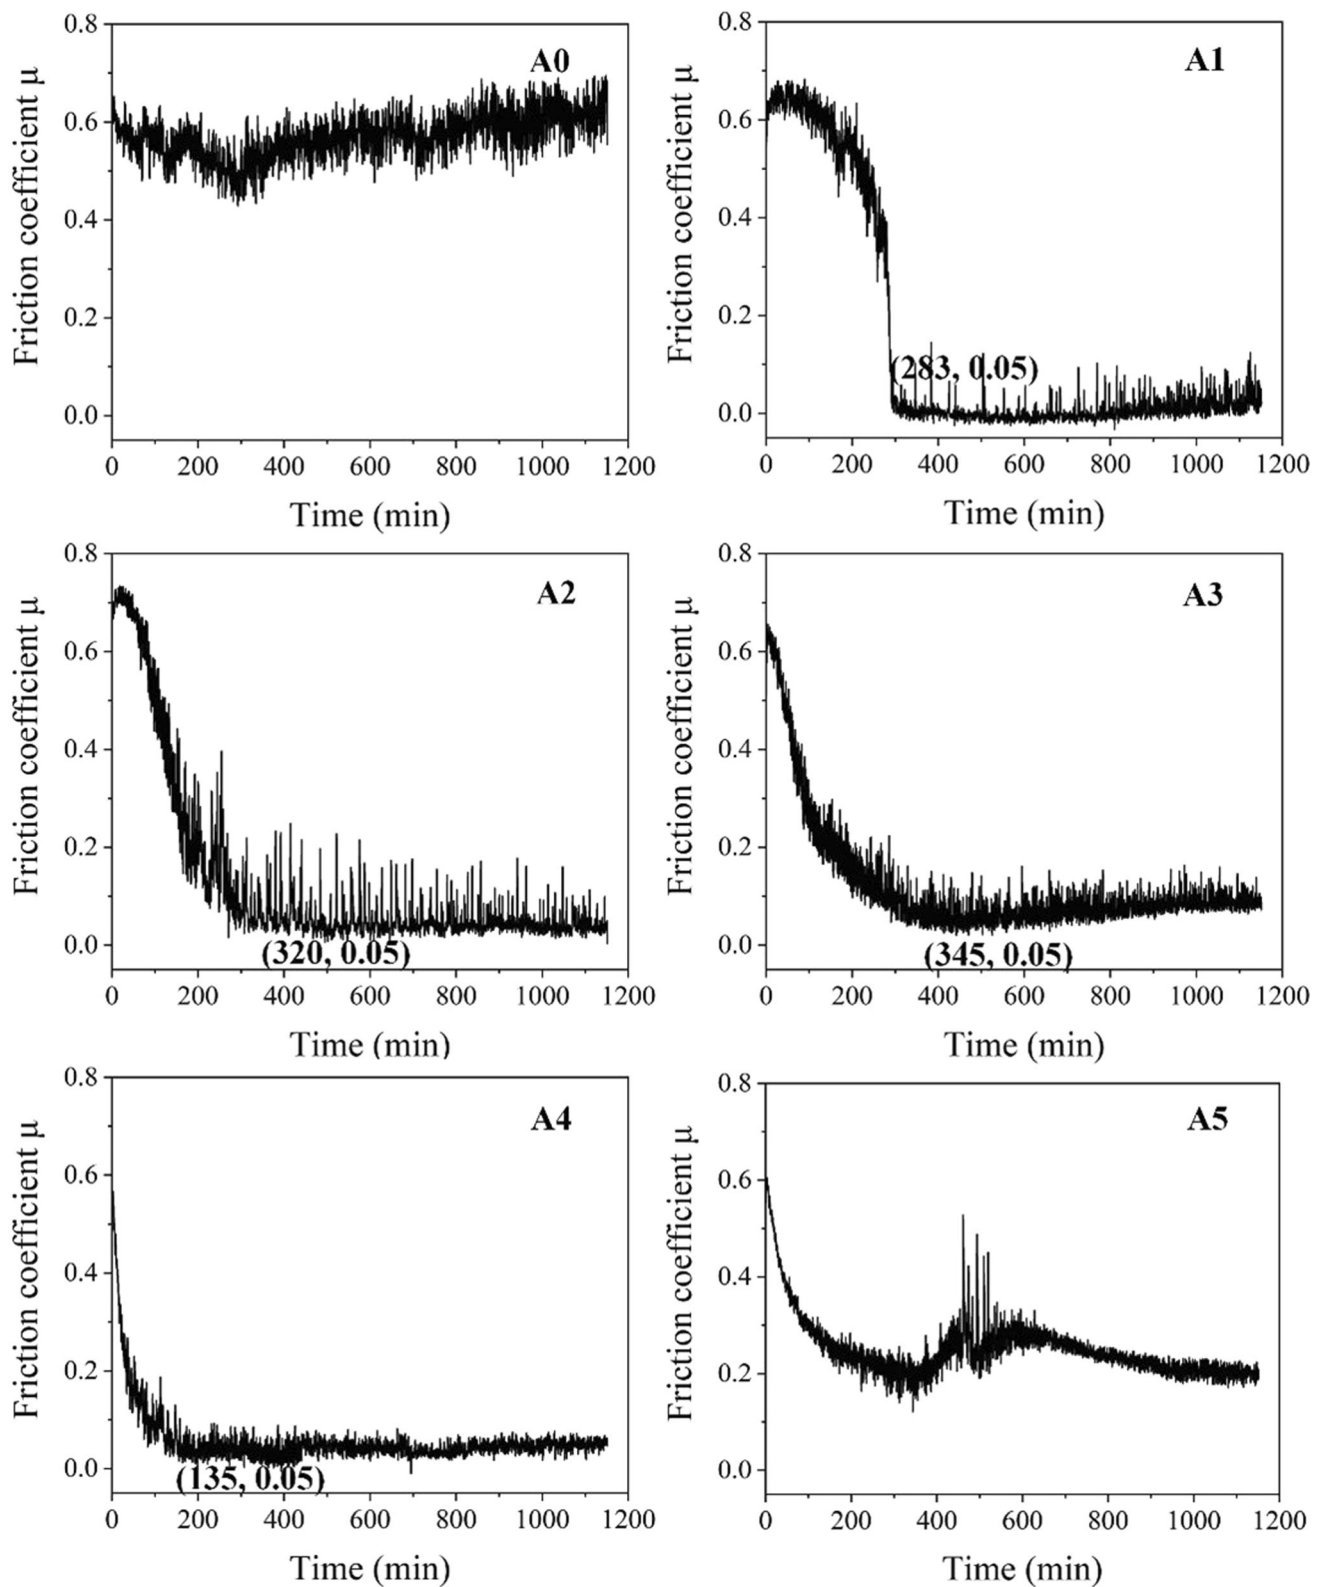 A0
Friction coefficient μ
0.8
0.6
0.4
0.2
0.0
0 200 400 600 800 1000 1200
Time (min)
A1
Friction coefficient μ
0.8
0.6
0.4
0.2
0.0
(283, 0.05)
0 200 400 600 800 1000 1200
Time (min)
A2
Friction coefficient μ
0.8
0.6
0.4
0.2
0.0
(320, 0.05)
0 200 400 600 800 1000 1200
Time (min)
A3
Friction coefficient μ
0.8
0.6
0.4
0.2
0.0
(345, 0.05)
0 200 400 600 800 1000 1200
Time (min)
A4
Friction coefficient μ
0.8
0.6
0.4
0.2
0.0
(135, 0.05)
0 200 400 600 800 1000 1200
Time (min)
A5
Friction coefficient μ
0.8
0.6
0.4
0.2
0.0
0 200 400 600 800 1000 1200
Time (min)